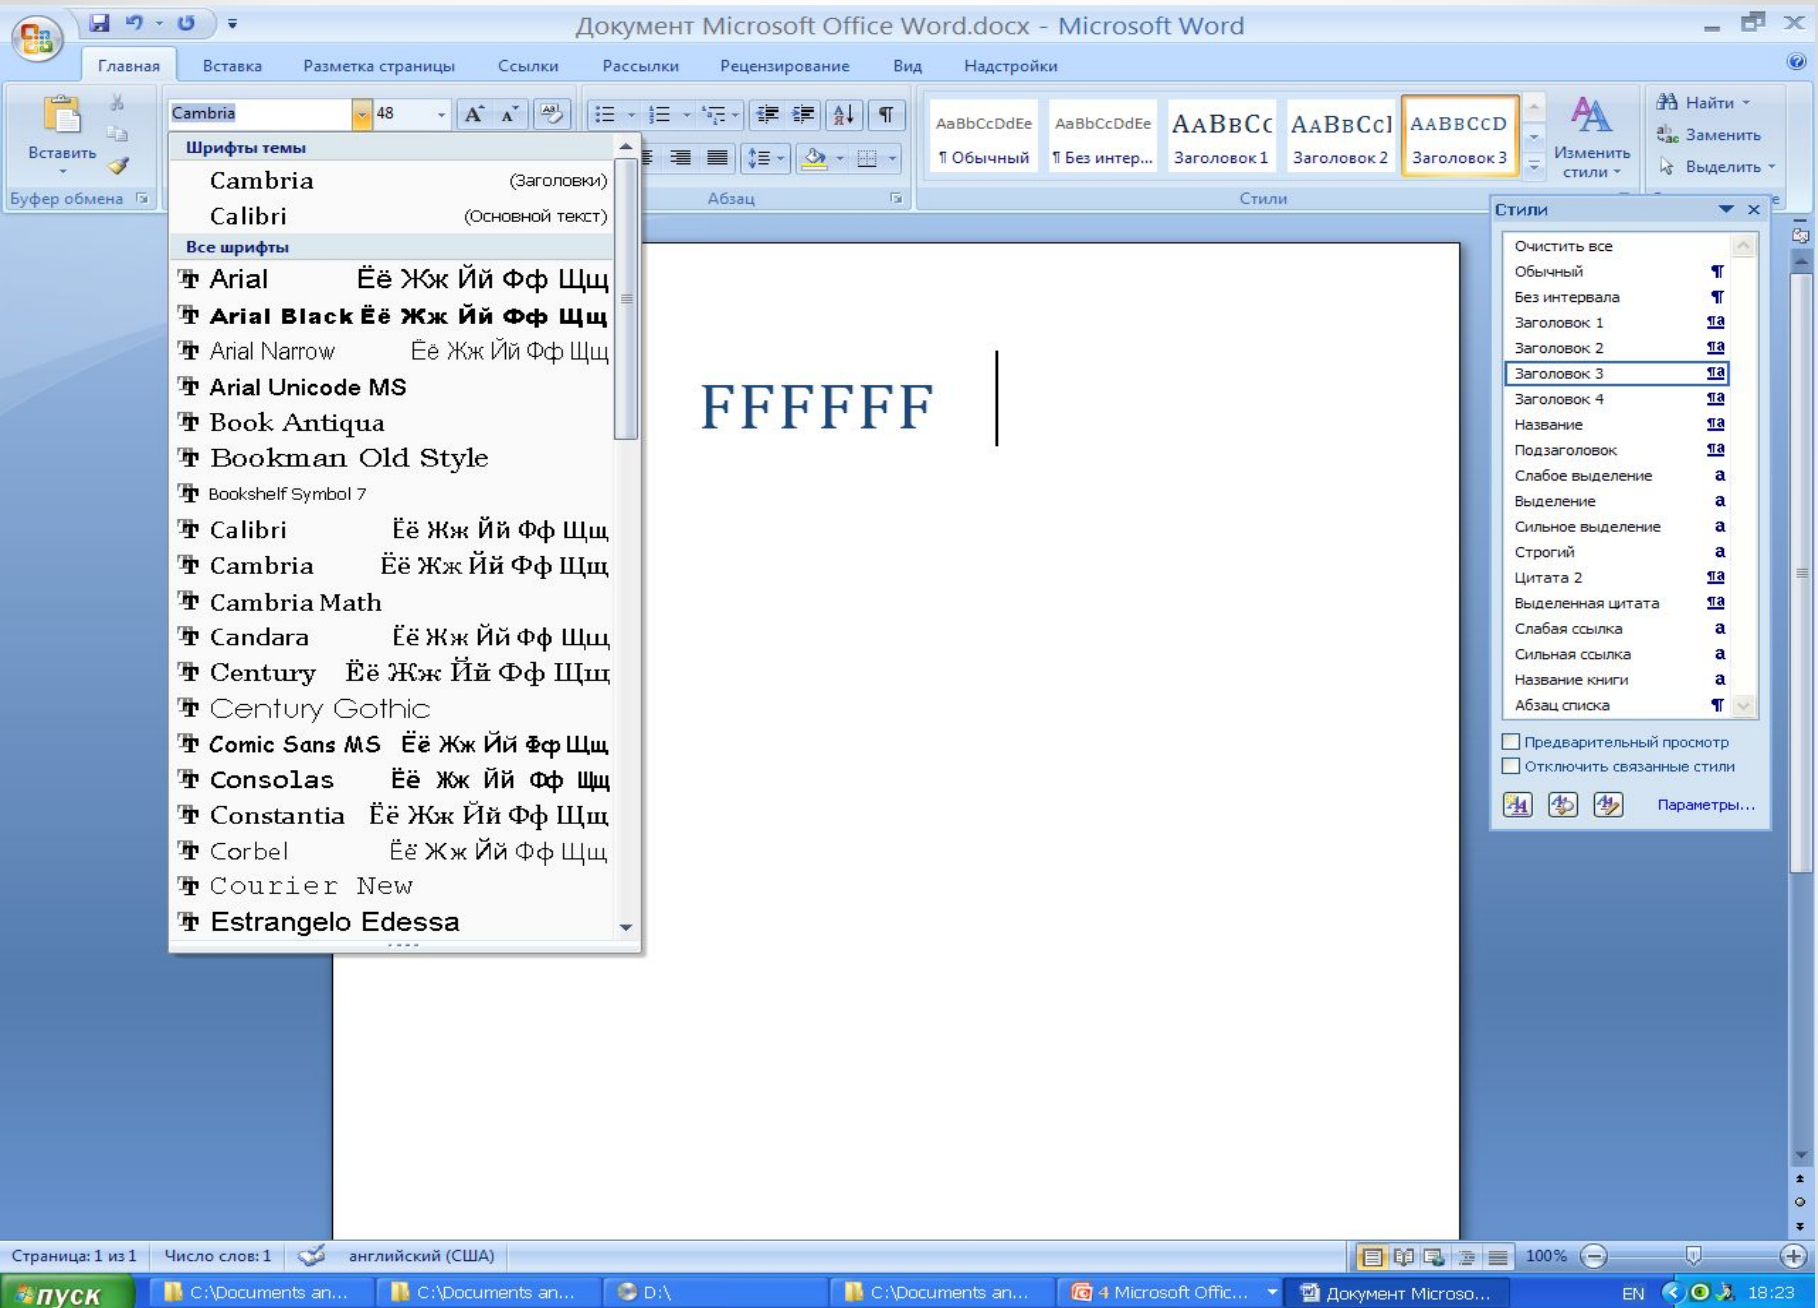 Документ Microsoft Office Word.docx - Microsoft Word
Главная Вставка Разметка страницы Ссылки Рассылки Рецензирование Вид Надстройки
Вставить
Буфер обмена
Cambria 48
Абзац
AaBbCcDdEe AaBbCcDdEe AaBbCc AaBbCcI AaBbCcD
¶ Обычный ¶ Без интер... Заголовок 1 Заголовок 2 Заголовок 3
Изменить
стили
Стили
Найти
Заменить
Выделить
Шрифты темы
Cambria (Заголовки)
Calibri (Основной текст)
Все шрифты
Arial Ёё Жж Йй Фф Щщ
Arial Black Ёё Жж Йй Фф Щщ
Arial Narrow Ёё Жж Йй Фф Щщ
Arial Unicode MS
Book Antiqua
Bookman Old Style
Bookshelf Symbol 7
Calibri Ёё Жж Йй Фф Щщ
Cambria Ёё Жж Йй Фф Щщ
Cambria Math
Candara Ёё Жж Йй Фф Щщ
Century Ёё Жж Йй Фф Щщ
Century Gothic
Comic Sans MS Ёё Жж Йй Фф Щщ
Consolas Ёё Жж Йй Фф Щщ
Constantia Ёё Жж Йй Фф Щщ
Corbel Ёё Жж Йй Фф Щщ
Courier New
Estrangelo Edessa
FFFFFF
Стили
Очистить все
Обычный ¶
Без интервала ¶
Заголовок 1 ¶a
Заголовок 2 ¶a
Заголовок 3 ¶a
Заголовок 4 ¶a
Название ¶a
Подзаголовок ¶a
Слабое выделение a
Выделение a
Сильное выделение a
Строгий a
Цитата 2 ¶a
Выделенная цитата ¶a
Слабая ссылка a
Сильная ссылка a
Название книги a
Абзац списка ¶
Предварительный просмотр
Отключить связанные стили
Параметры...
Страница: 1 из 1 Число слов: 1 английский (США) 100%
пуск C:\Documents an... C:\Documents an... D:\ C:\Documents an... 4 Microsoft Offic... Документ Microso... EN 18:23